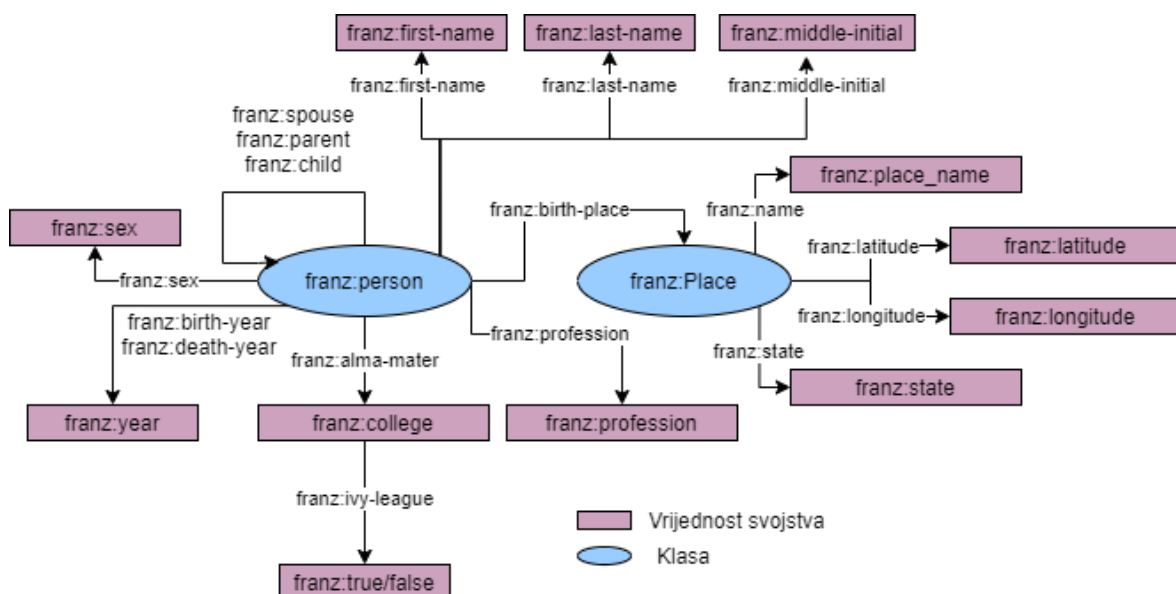 franz:first-name
franz:last-name
franz:middle-initial
franz:first-name
franz:last-name
franz:middle-initial
franz:spouse
franz:parent
franz:child
franz:place_name
franz:sex
franz:birth-place
franz:name
franz:latitude
franz:latitude
franz:sex
franz:person
franz:Place
franz:longitude
franz:longitude
franz:birth-year
franz:death-year
franz:profession
franz:alma-mater
franz:state
franz:state
franz:year
franz:college
franz:profession
franz:ivy-league
Vrijednost svojstva
Klasa
franz:true/false